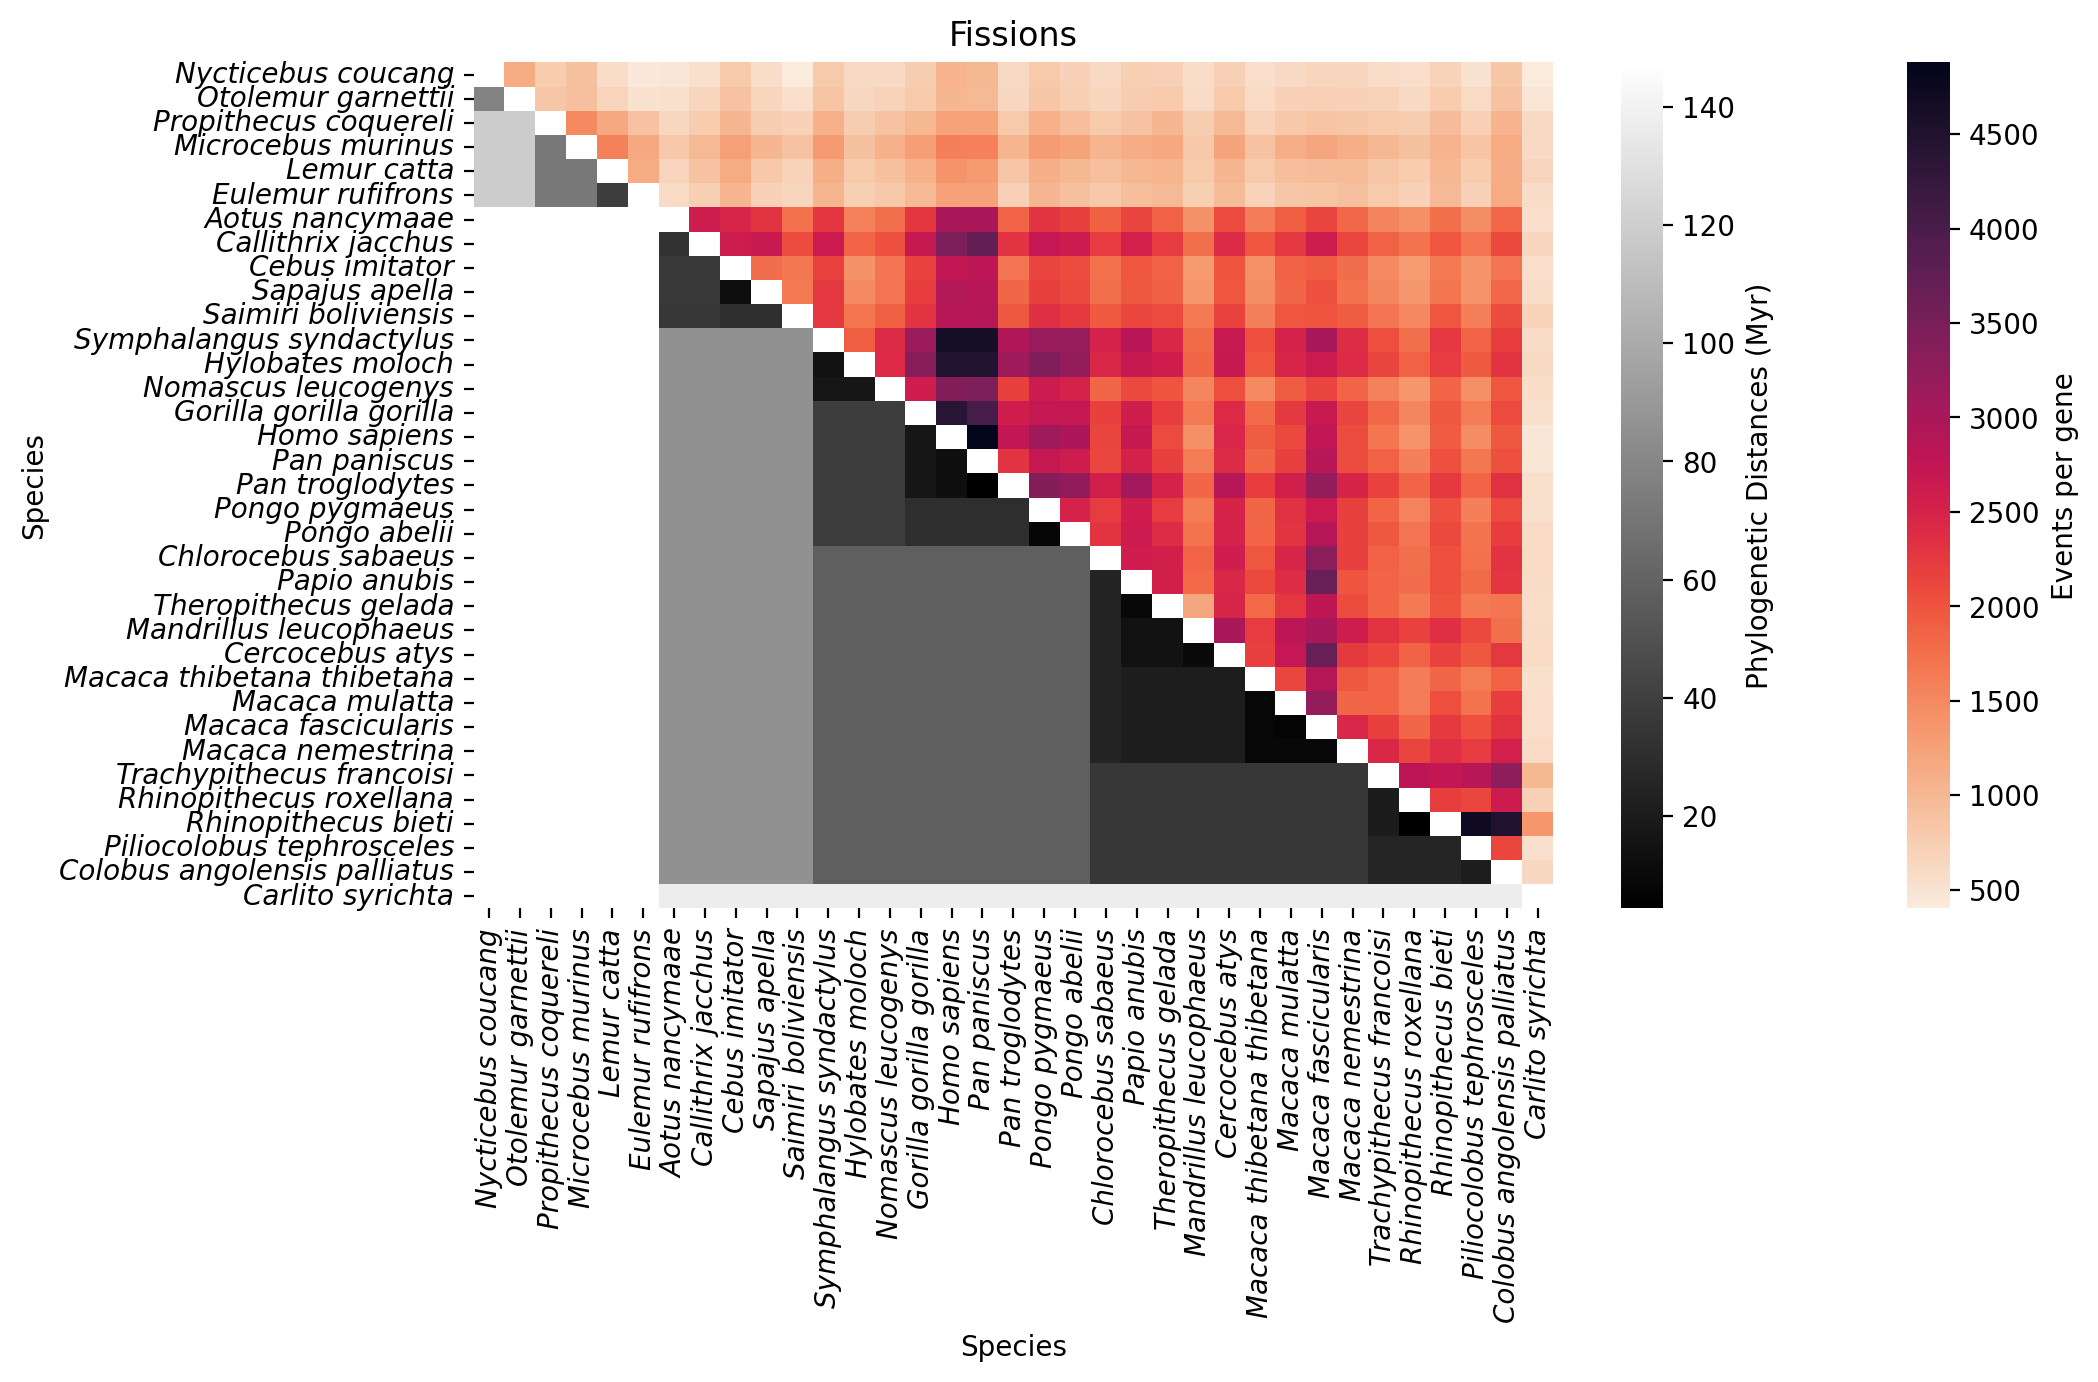 Fissions
Species
Nycticebus coucang
Otolemur garnettii
Propithecus coquereli
Microcebus murinus
Lemur catta
Eulemur rufifrons
Aotus nancymaae
Callithrix jacchus
Cebus imitator
Sapajus apella
Saimiri boliviensis
Symphalangus syndactylus
Hylobates moloch
Nomascus leucogenys
Gorilla gorilla gorilla
Homo sapiens
Pan paniscus
Pan troglodytes
Pongo pygmaeus
Pongo abelii
Chlorocebus sabaeus
Papio anubis
Theropithecus gelada
Mandrillus leucophaeus
Cercocebus atys
Macaca thibetana thibetana
Macaca mulatta
Macaca fascicularis
Macaca nemestrina
Trachypithecus francoisi
Rhinopithecus roxellana
Rhinopithecus bieti
Piliocolobus tephrosceles
Colobus angolensis palliatus
Carlito syrichta
Nycticebus coucang
Otolemur garnettii
Propithecus coquereli
Microcebus murinus
Lemur catta
Eulemur rufifrons
Aotus nancymaae
Callithrix jacchus
Cebus imitator
Sapajus apella
Saimiri boliviensis
Symphalangus syndactylus
Hylobates moloch
Nomascus leucogenys
Gorilla gorilla gorilla
Homo sapiens
Pan paniscus
Pan troglodytes
Pongo pygmaeus
Pongo abelii
Chlorocebus sabaeus
Papio anubis
Theropithecus gelada
Mandrillus leucophaeus
Cercocebus atys
Macaca thibetana thibetana
Macaca mulatta
Macaca fascicularis
Macaca nemestrina
Trachypithecus francoisi
Rhinopithecus roxellana
Rhinopithecus bieti
Piliocolobus tephrosceles
Colobus angolensis palliatus
Carlito syrichta
Species
140
120
100
80
60
40
20
Phylogenetic Distances (Myr)
4500
4000
3500
3000
2500
2000
1500
1000
500
Events per gene